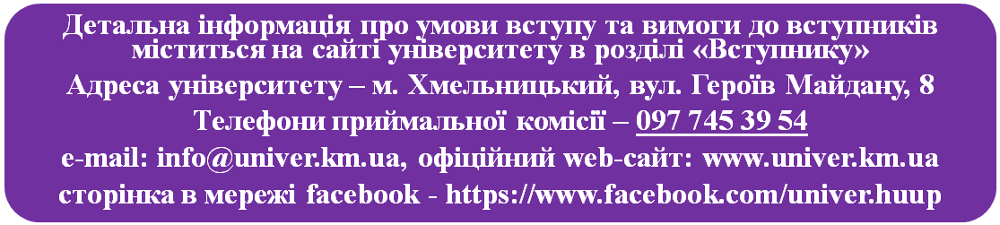 Детальна інформація про умови вступу та вимоги до вступників
міститься на сайті університету в розділі «Вступнику»
Адреса університету – м. Хмельницький, вул. Героїв Майдану, 8
Телефони приймальної комісії – 097 745 39 54
e-mail: info@univer.km.ua, офіційний web-сайт: www.univer.km.ua
сторінка в мережі facebook - https://www.facebook.com/univer.huup